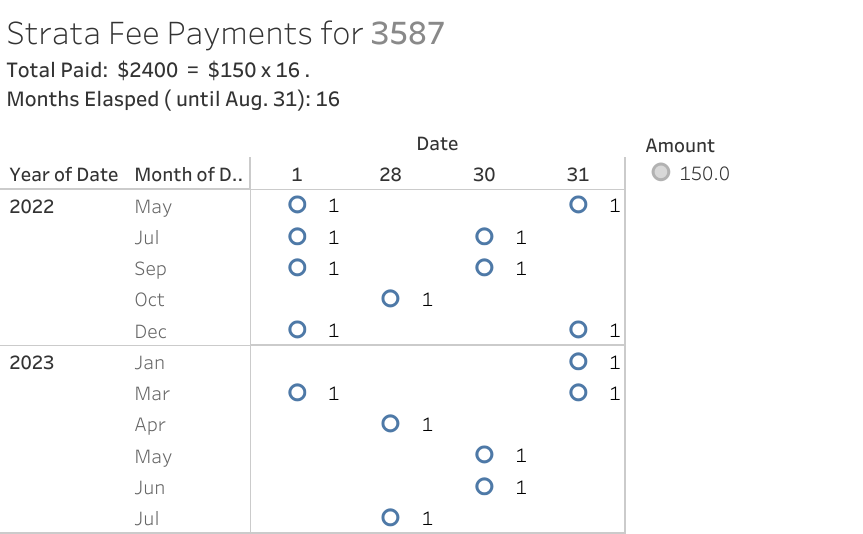 Strata Fee Payments for 3587
Total Paid: $2400 = $150 x 16 .
Months Elasped ( until Aug. 31): 16
Date
Amount
Year of Date Month of D.. 1 28 30 31
150.0
2022 May 1 1
Jul 1 1
Sep 1 1
Oct 1
Dec 1 1
2023 Jan 1
Mar 1 1
Apr 1
May 1
Jun 1
Jul 1